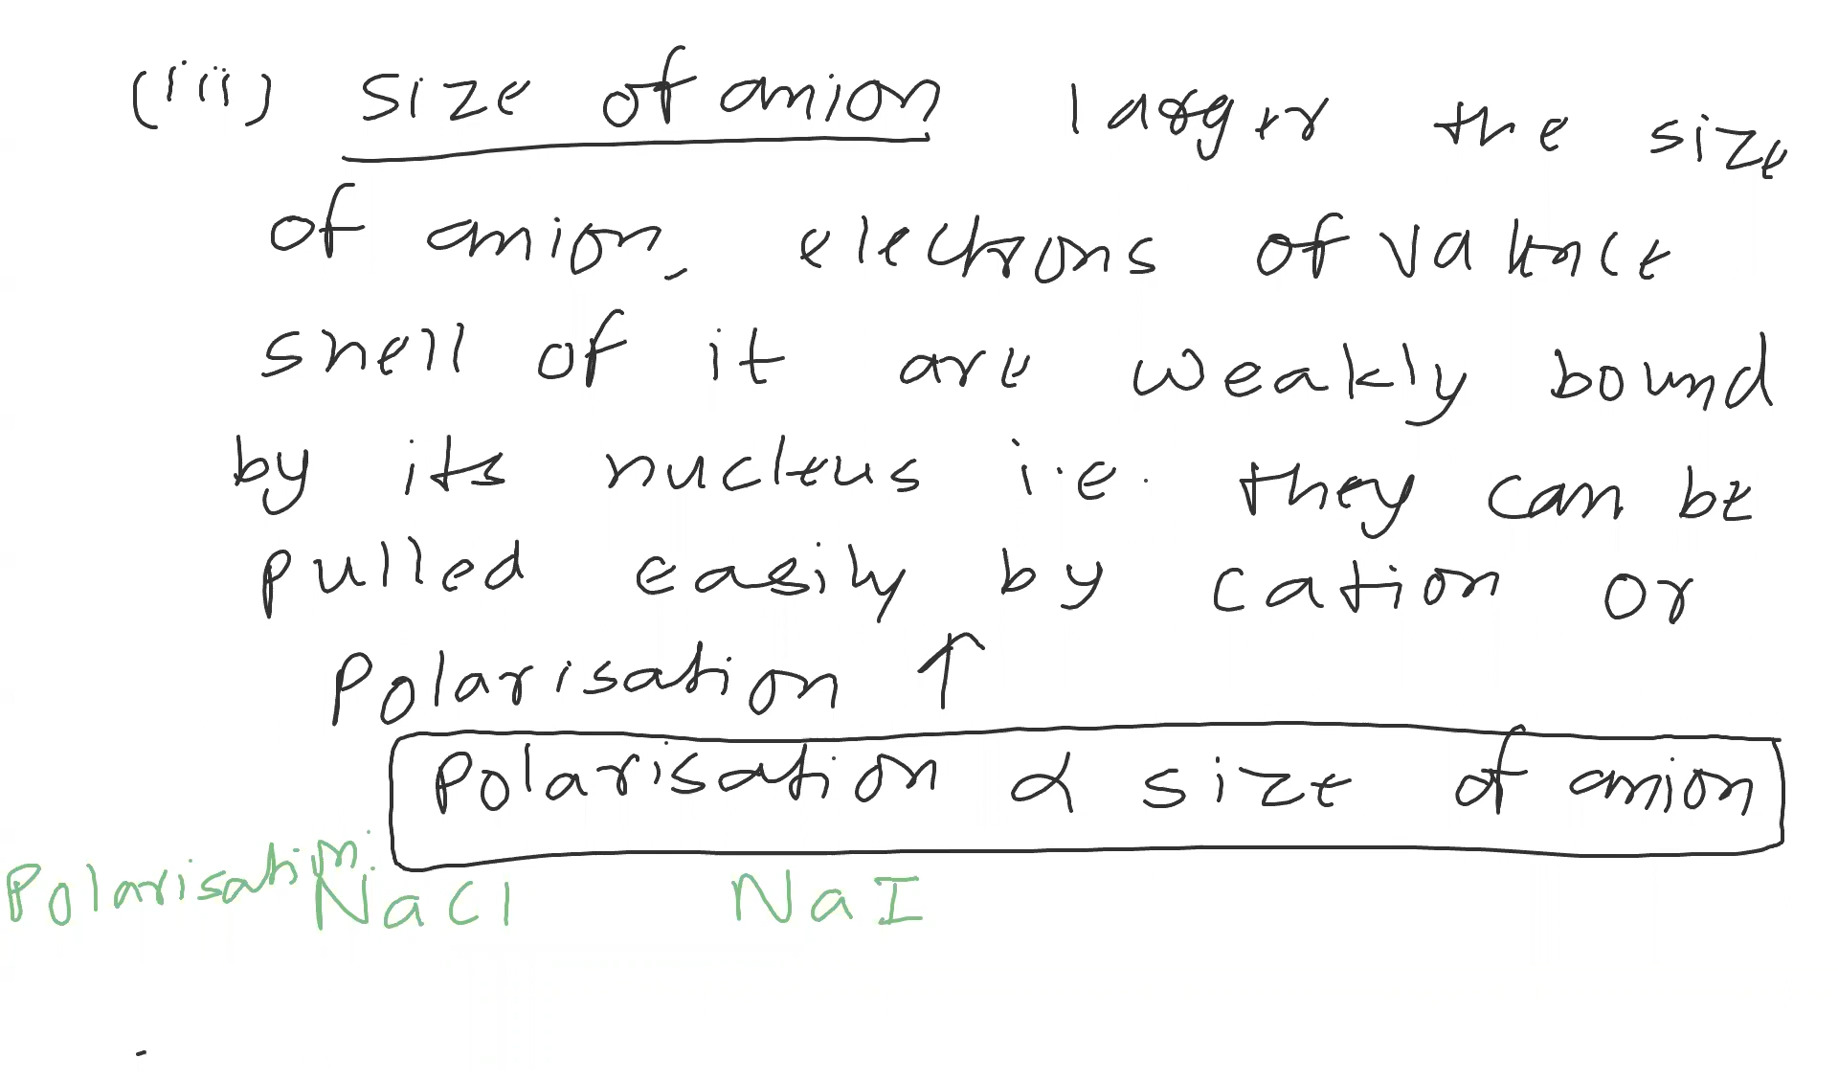 (iii) size of anion larger the size
of anion, electrons of valence
shell of it are weakly bound
by its nucleus i.e. they can be
pulled easily by cation or
Polarisation ↑
Polarisation α size of anion
Polarisation: NaCl NaI